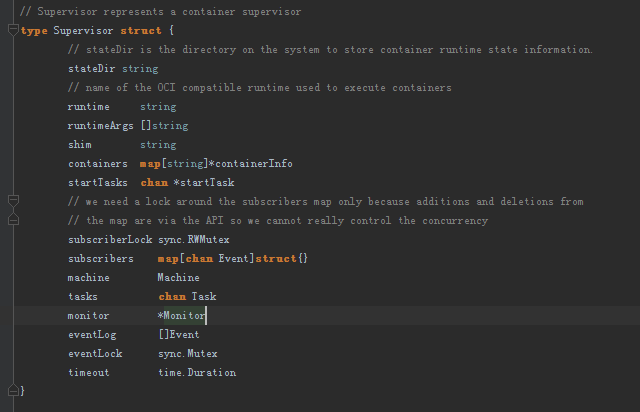 // Supervisor represents a container supervisor
type Supervisor struct {
// stateDir is the directory on the system to store container runtime state information.
stateDir string
// name of the OCI compatible runtime used to execute containers
runtime string
runtimeArgs []string
shim string
containers map[string]*containerInfo
startTasks chan *startTask
// we need a lock around the subscribers map only because additions and deletions from
// the map are via the API so we cannot really control the concurrency
subscriberLock sync.RWMutex
subscribers map[chan Event]struct{}
machine Machine
tasks chan Task
monitor *Monitor
eventLog []Event
eventLock sync.Mutex
timeout time.Duration
}